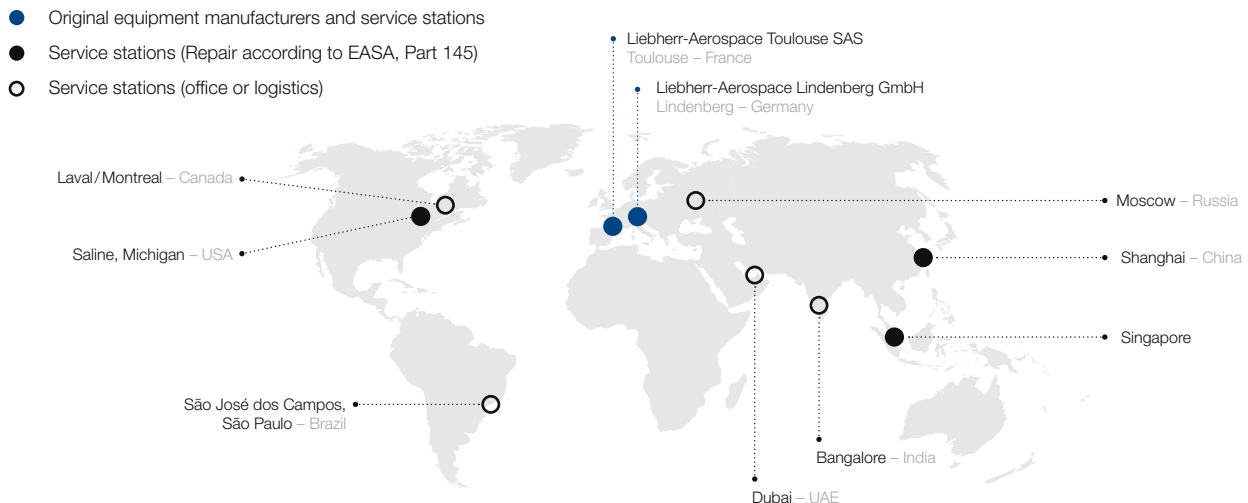 Original equipment manufacturers and service stations
Service stations (Repair according to EASA, Part 145)
Service stations (office or logistics)
Liebherr-Aerospace Toulouse SAS
Toulouse – France
Liebherr-Aerospace Lindenberg GmbH
Lindenberg – Germany
Laval/Montreal – Canada
Moscow – Russia
Saline, Michigan – USA
Shanghai – China
Singapore
São José dos Campos,
São Paulo – Brazil
Bangalore – India
Dubai – UAE